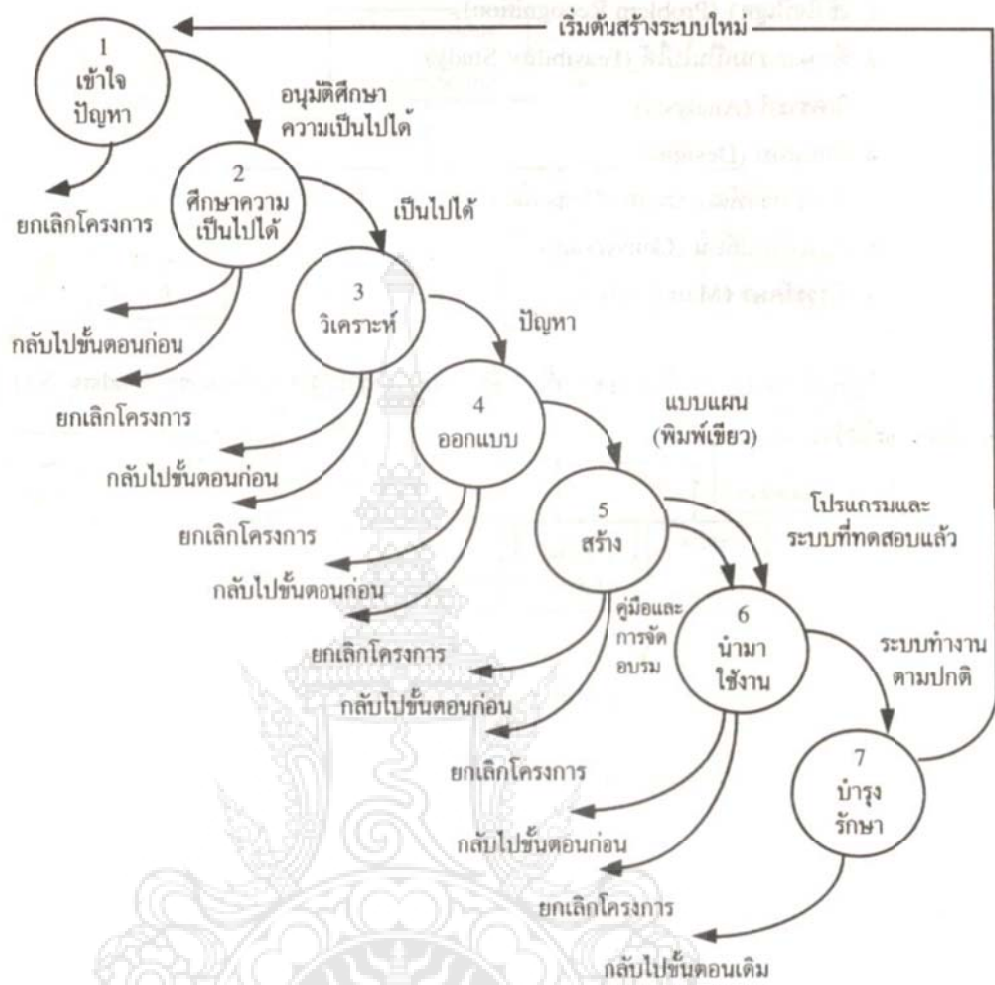 เริ่มต้นสร้างระบบใหม่
1
เข้าใจ
ปัญหา
อนุมัติศึกษา
ความเป็นไปได้
ยกเลิกโครงการ
2
ศึกษาความ
เป็นไปได้
เป็นไปได้
กลับไปขั้นตอนก่อน
ยกเลิกโครงการ
3
วิเคราะห์
ปัญหา
กลับไปขั้นตอนก่อน
ยกเลิกโครงการ
4
ออกแบบ
แบบแผน
(พิมพ์เขียว)
กลับไปขั้นตอนก่อน
ยกเลิกโครงการ
5
สร้าง
โปรแกรมและ
ระบบที่ทดสอบแล้ว
คู่มือและ
การจัด
อบรม
กลับไปขั้นตอนก่อน
ยกเลิกโครงการ
6
นำมา
ใช้งาน
ระบบทำงาน
ตามปกติ
กลับไปขั้นตอนก่อน
ยกเลิกโครงการ
7
บำรุง
รักษา
กลับไปขั้นตอนเดิม